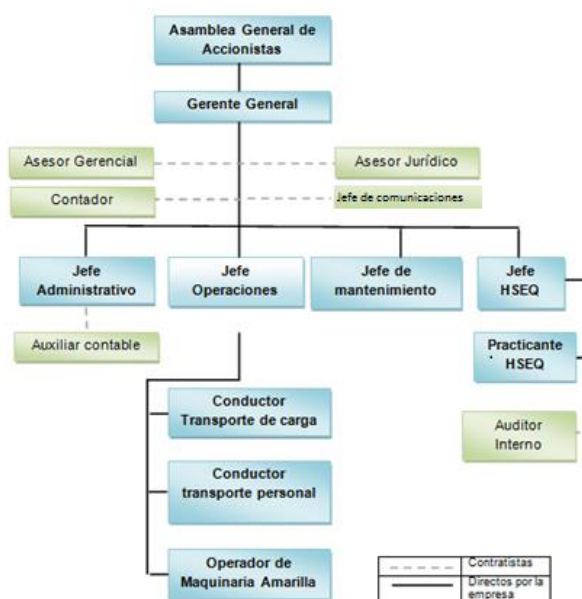 Asamblea General de
Accionistas
Gerente General
Asesor Gerencial
Asesor Jurídico
Contador
Jefe de comunicaciones
Jefe
Administrativo
Jefe
Operaciones
Jefe de
mantenimiento
Jefe
HSEQ
Auxiliar contable
Practicante
HSEQ
Conductor
Transporte de carga
Auditor
Interno
Conductor
transporte personal
Operador de
Maquinaria Amarilla
Contratistas
Directos por la
empresa